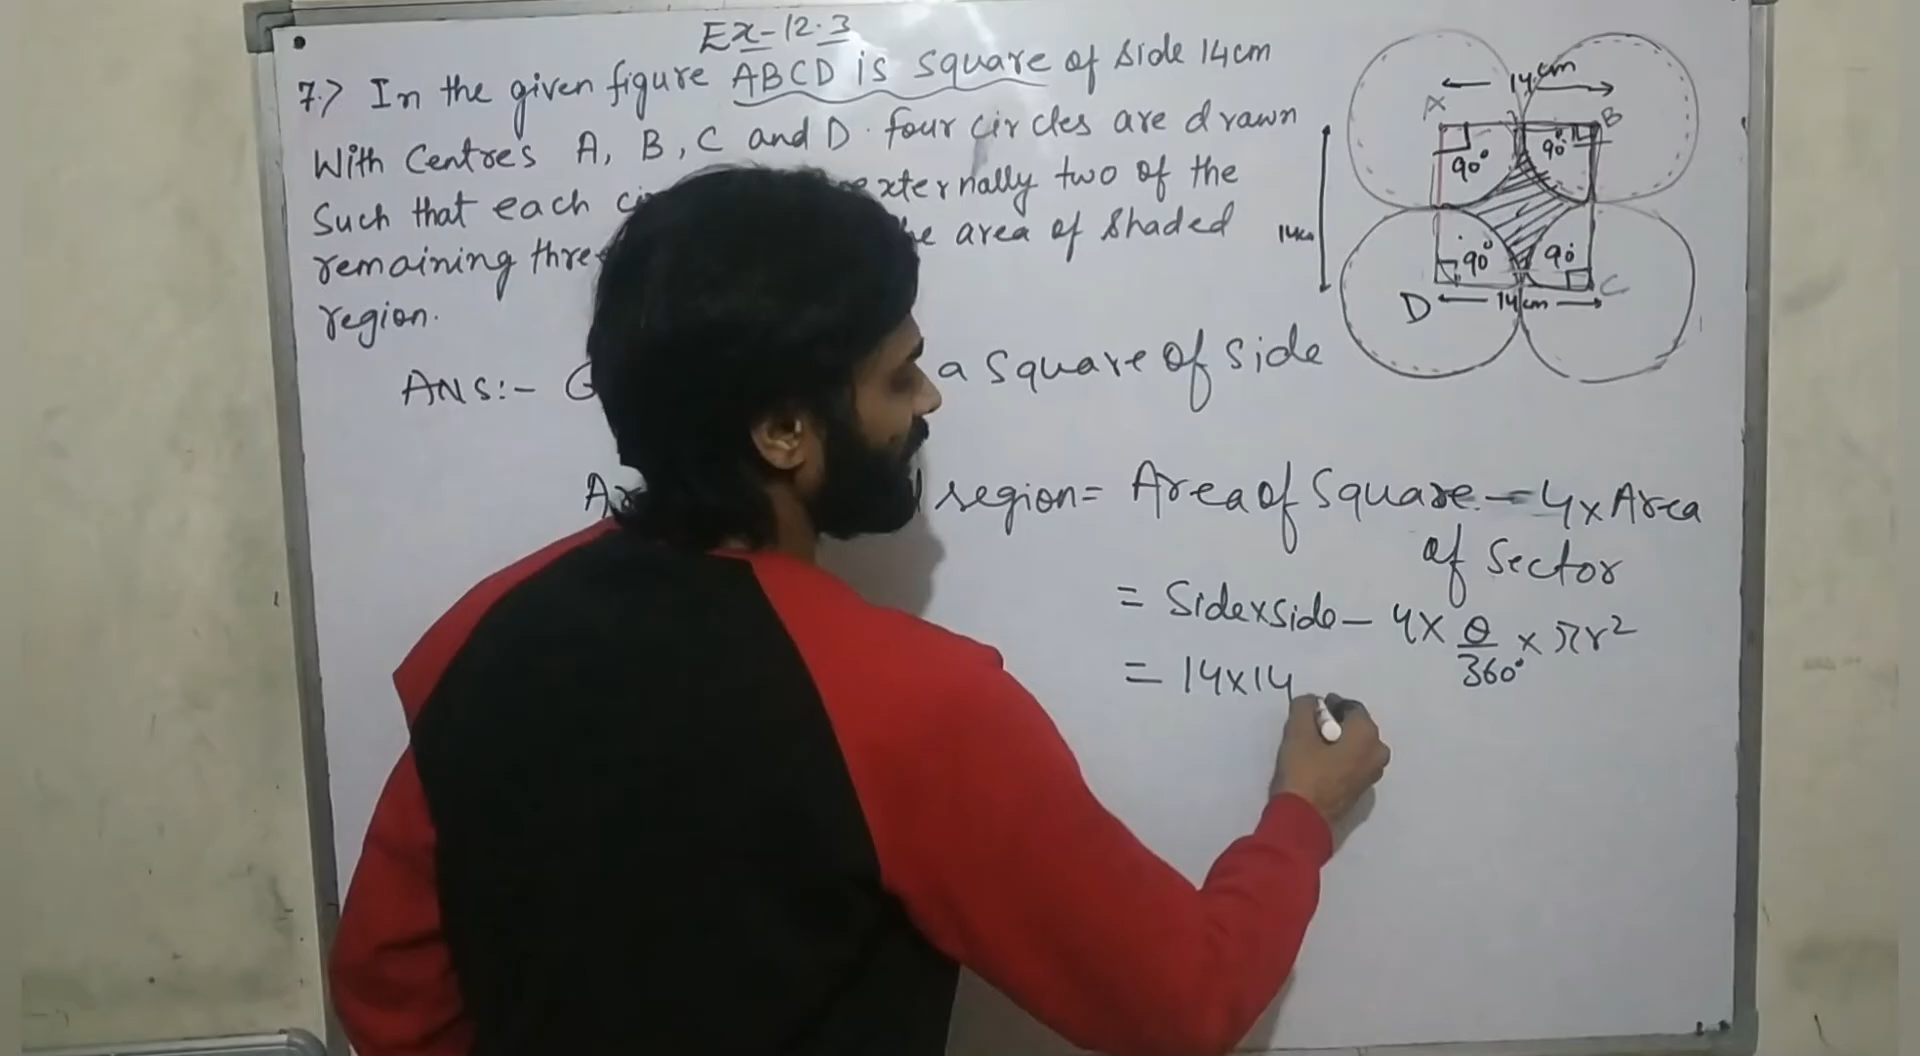 Ex-12.3
7.> In the given figure ABCD is square of side 14cm
With Centres A, B, C and D. four circles are drawn
Such that each externally two of the
remaining area of shaded
region.
ANS:- a square of side
region = Area of Square - 4x Area
of sector
= Sidexside - 4x θ/360° x πr²
= 14x14
14cm
A
B
90°
90°
14cm
90°
90°
D
14cm
C